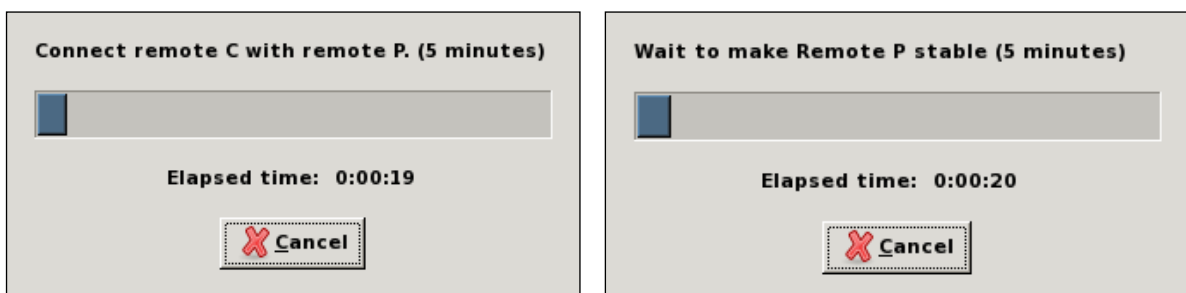 Connect remote C with remote P. (5 minutes)
Elapsed time: 0:00:19
Cancel
Wait to make Remote P stable (5 minutes)
Elapsed time: 0:00:20
Cancel